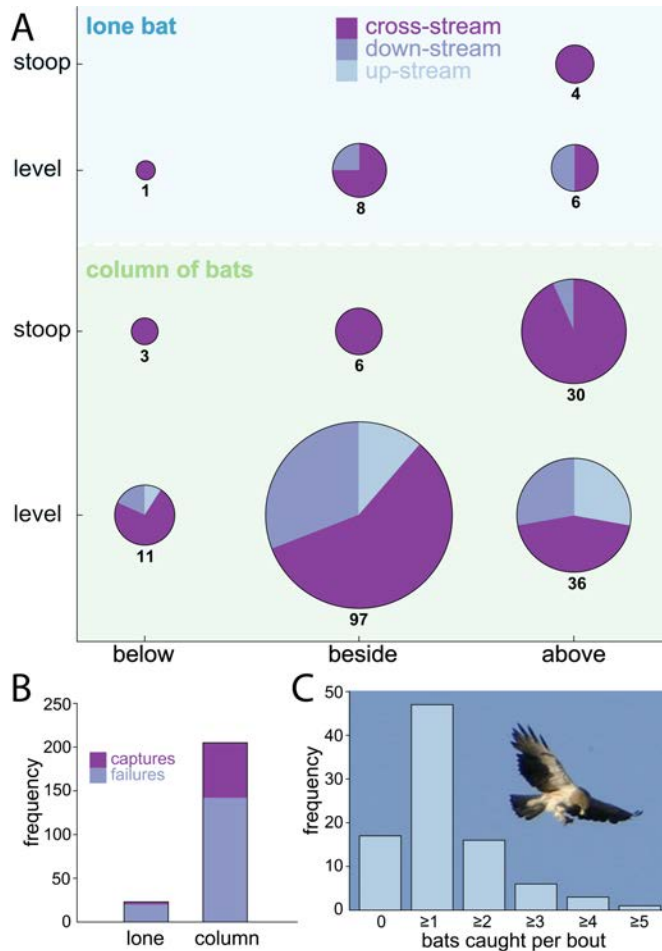 A
lone bat
cross-stream
down-stream
up-stream
stoop
4
level
1
8
6
column of bats
stoop
3
6
30
level
11
97
36
below
beside
above
B
frequency
250
200
150
100
50
0
captures
failures
lone
column
C
frequency
50
40
30
20
10
0
0
≥1
≥2
≥3
≥4
≥5
bats caught per bout